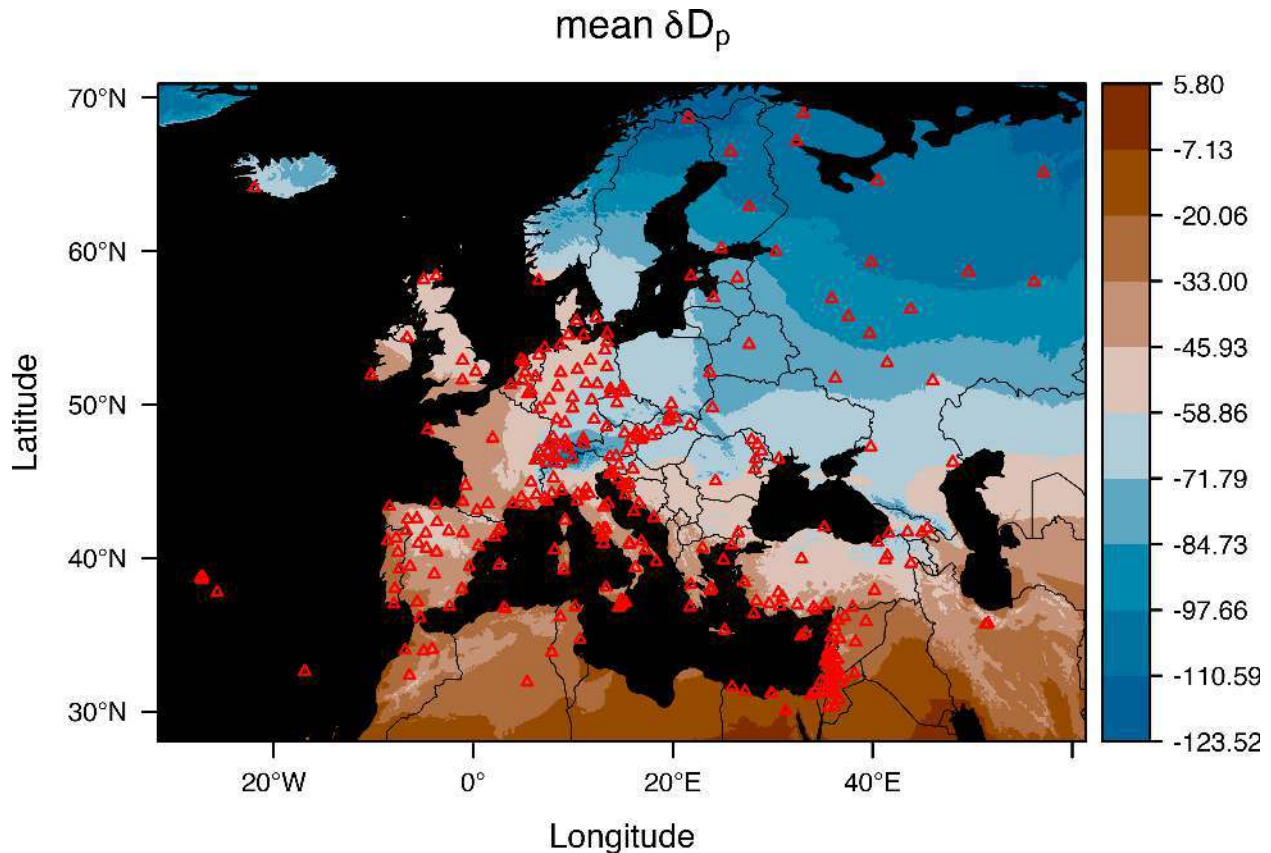 mean δDp
70°N
60°N
50°N
40°N
30°N
Latitude
20°W 0° 20°E 40°E
Longitude
5.80
-7.13
-20.06
-33.00
-45.93
-58.86
-71.79
-84.73
-97.66
-110.59
-123.52